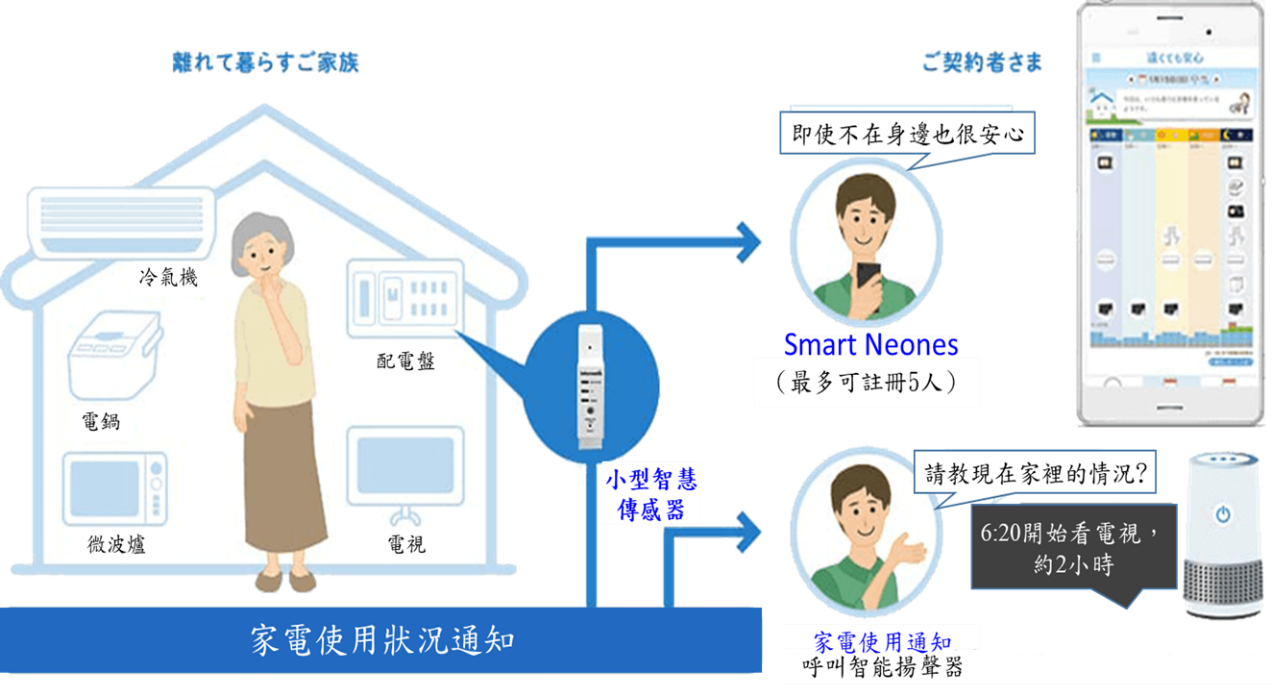 離れて暮らすご家族
ご契約者さま
遠くても安心
即使不在身邊也很安心
冷氣機
配電盤
電鍋
微波爐
電視
Smart Neones
（最多可註冊5人）
小型智慧
傳感器
請教現在家裡的情況?
6:20開始看電視，
約2小時
家電使用狀況通知
家電使用通知
呼叫智能揚聲器